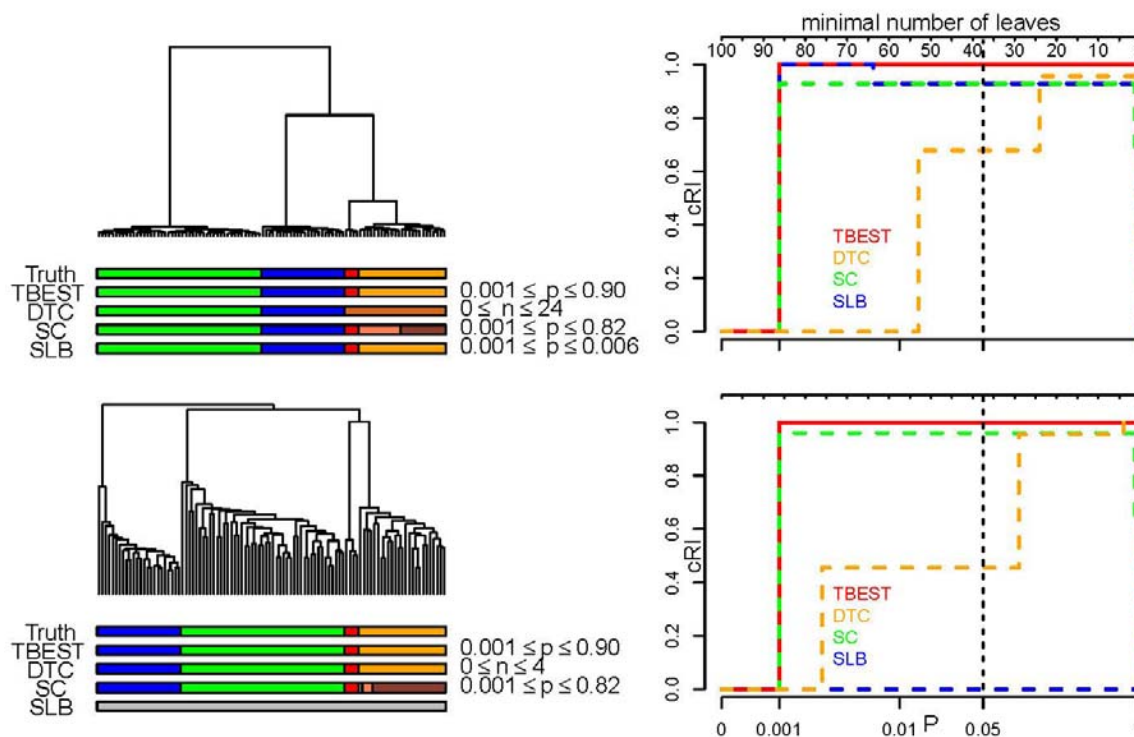 minimal number of leaves
100 90 80 70 60 50 40 30 20 10
1.0
0.8
0.6
0.4
0.2
0.0
cRI
TBEST
DTC
SC
SLB
Truth
TBEST 0.001 ≤ p ≤ 0.90
DTC 0 ≤ n ≤ 24
SC 0.001 ≤ p ≤ 0.82
SLB 0.001 ≤ p ≤ 0.006
1.0
0.8
0.6
0.4
0.2
0.0
cRI
TBEST
DTC
SC
SLB
0 0.001 0.01 P 0.05
Truth
TBEST 0.001 ≤ p ≤ 0.90
DTC 0 ≤ n ≤ 4
SC 0.001 ≤ p ≤ 0.82
SLB